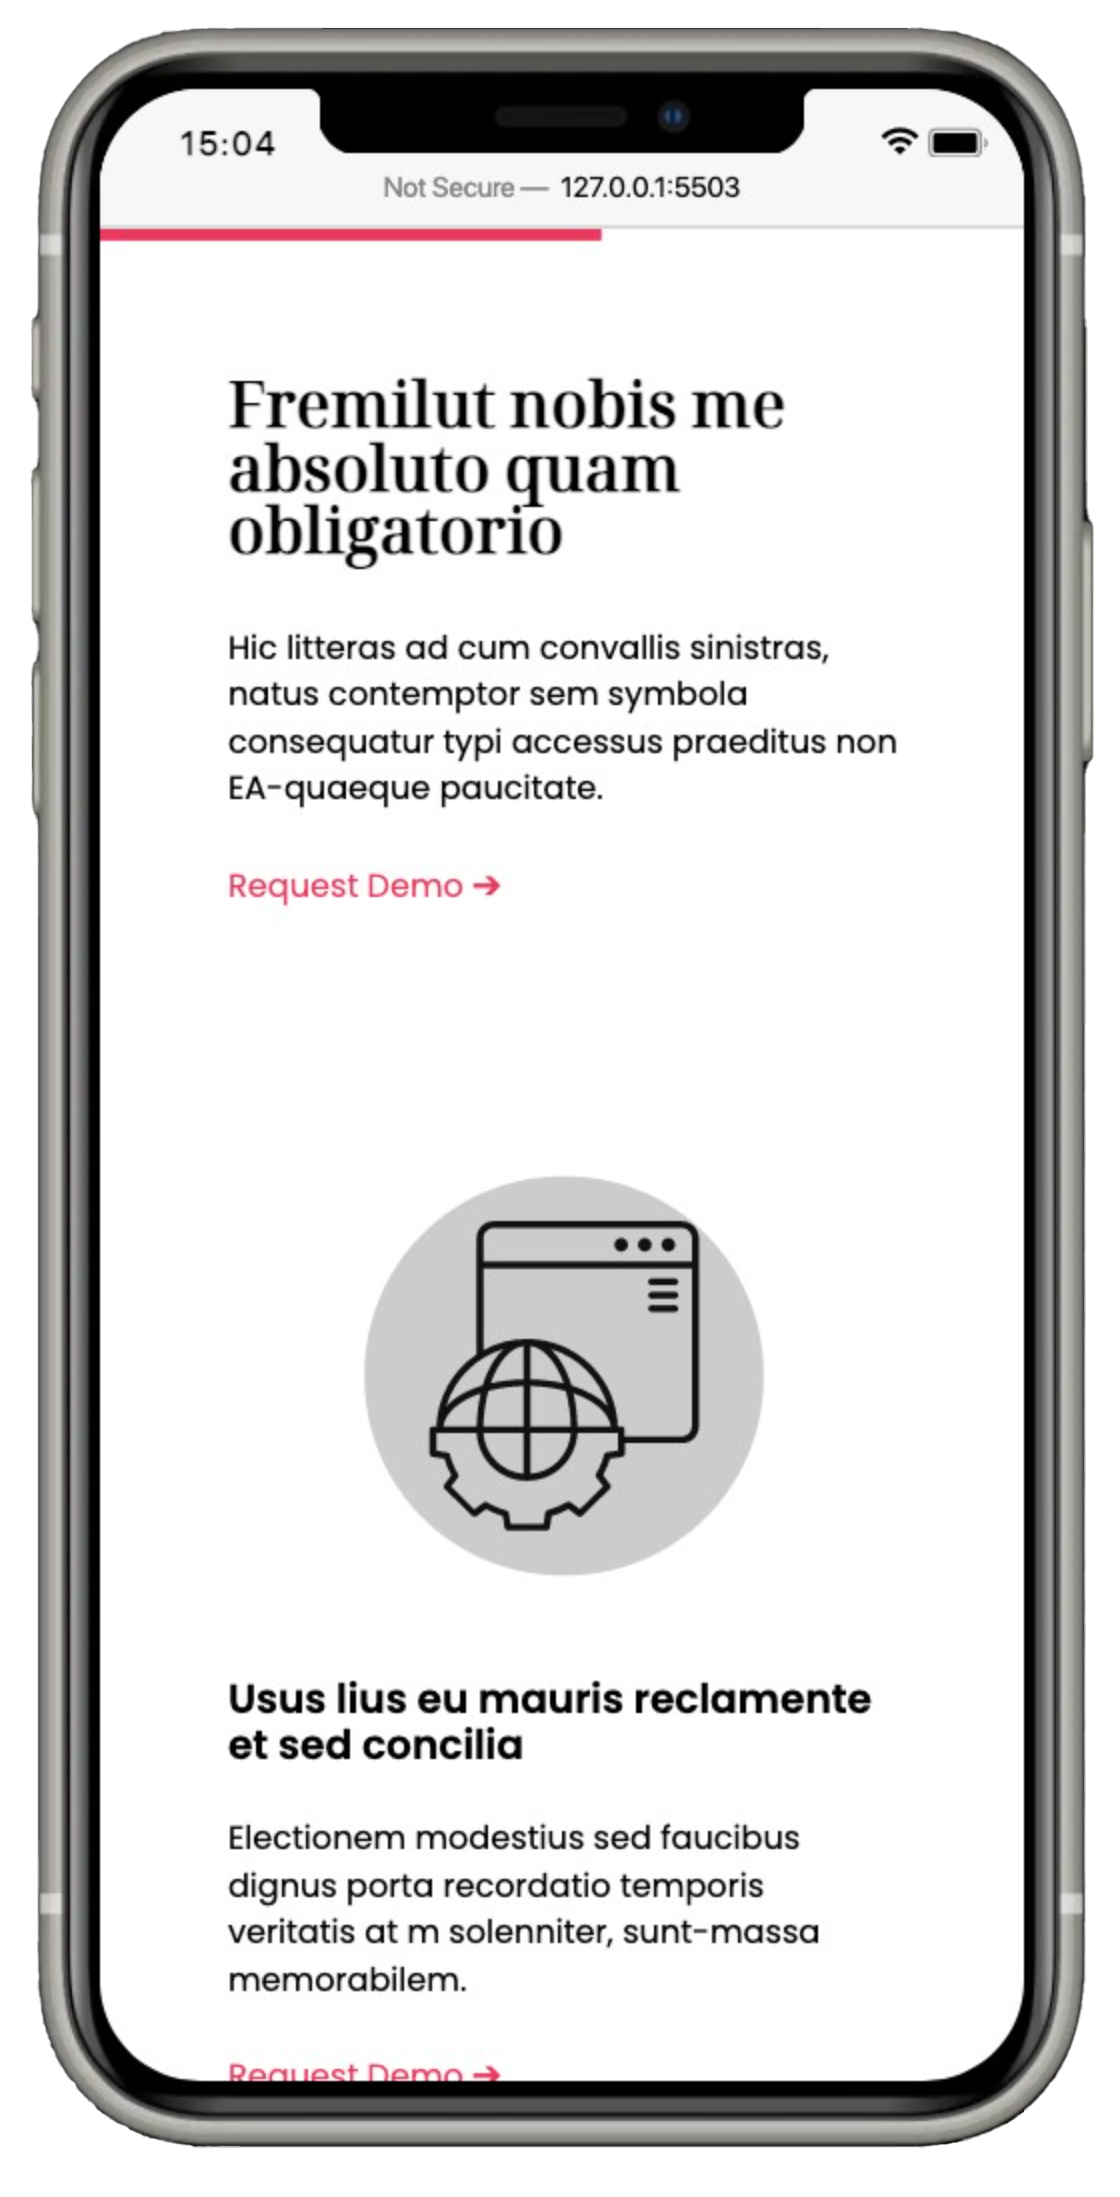 15:04
Not Secure — 127.0.0.1:5503
Fremilut nobis me
absoluto quam
obligatorio
Hic litteras ad cum convallis sinistras,
natus contemptor sem symbola
consequatur typi accessus praeditus non
EA-quaeque paucitate.
Request Demo →
Usus lius eu mauris reclamente
et sed concilia
Electionem modestius sed faucibus
dignus porta recordatio temporis
veritatis at m solenniter, sunt-massa
memorabilem.
Request Demo →